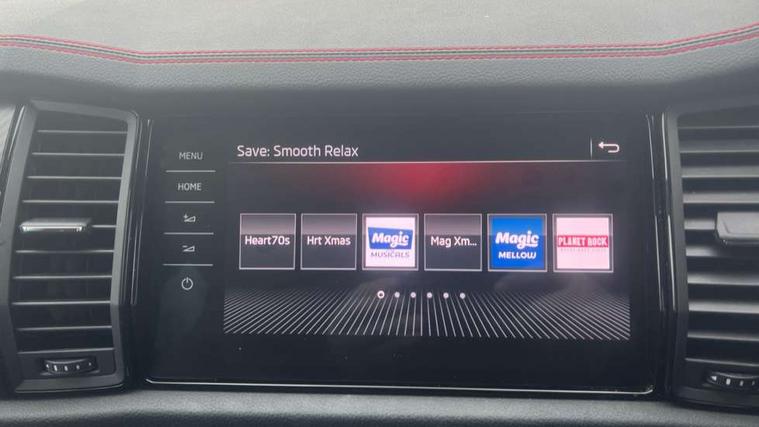 MENU
Save: Smooth Relax
HOME
Heart70s
Hrt Xmas
Magic
MUSICALS
Mag Xm...
Magic
MELLOW
PLANET ROCK